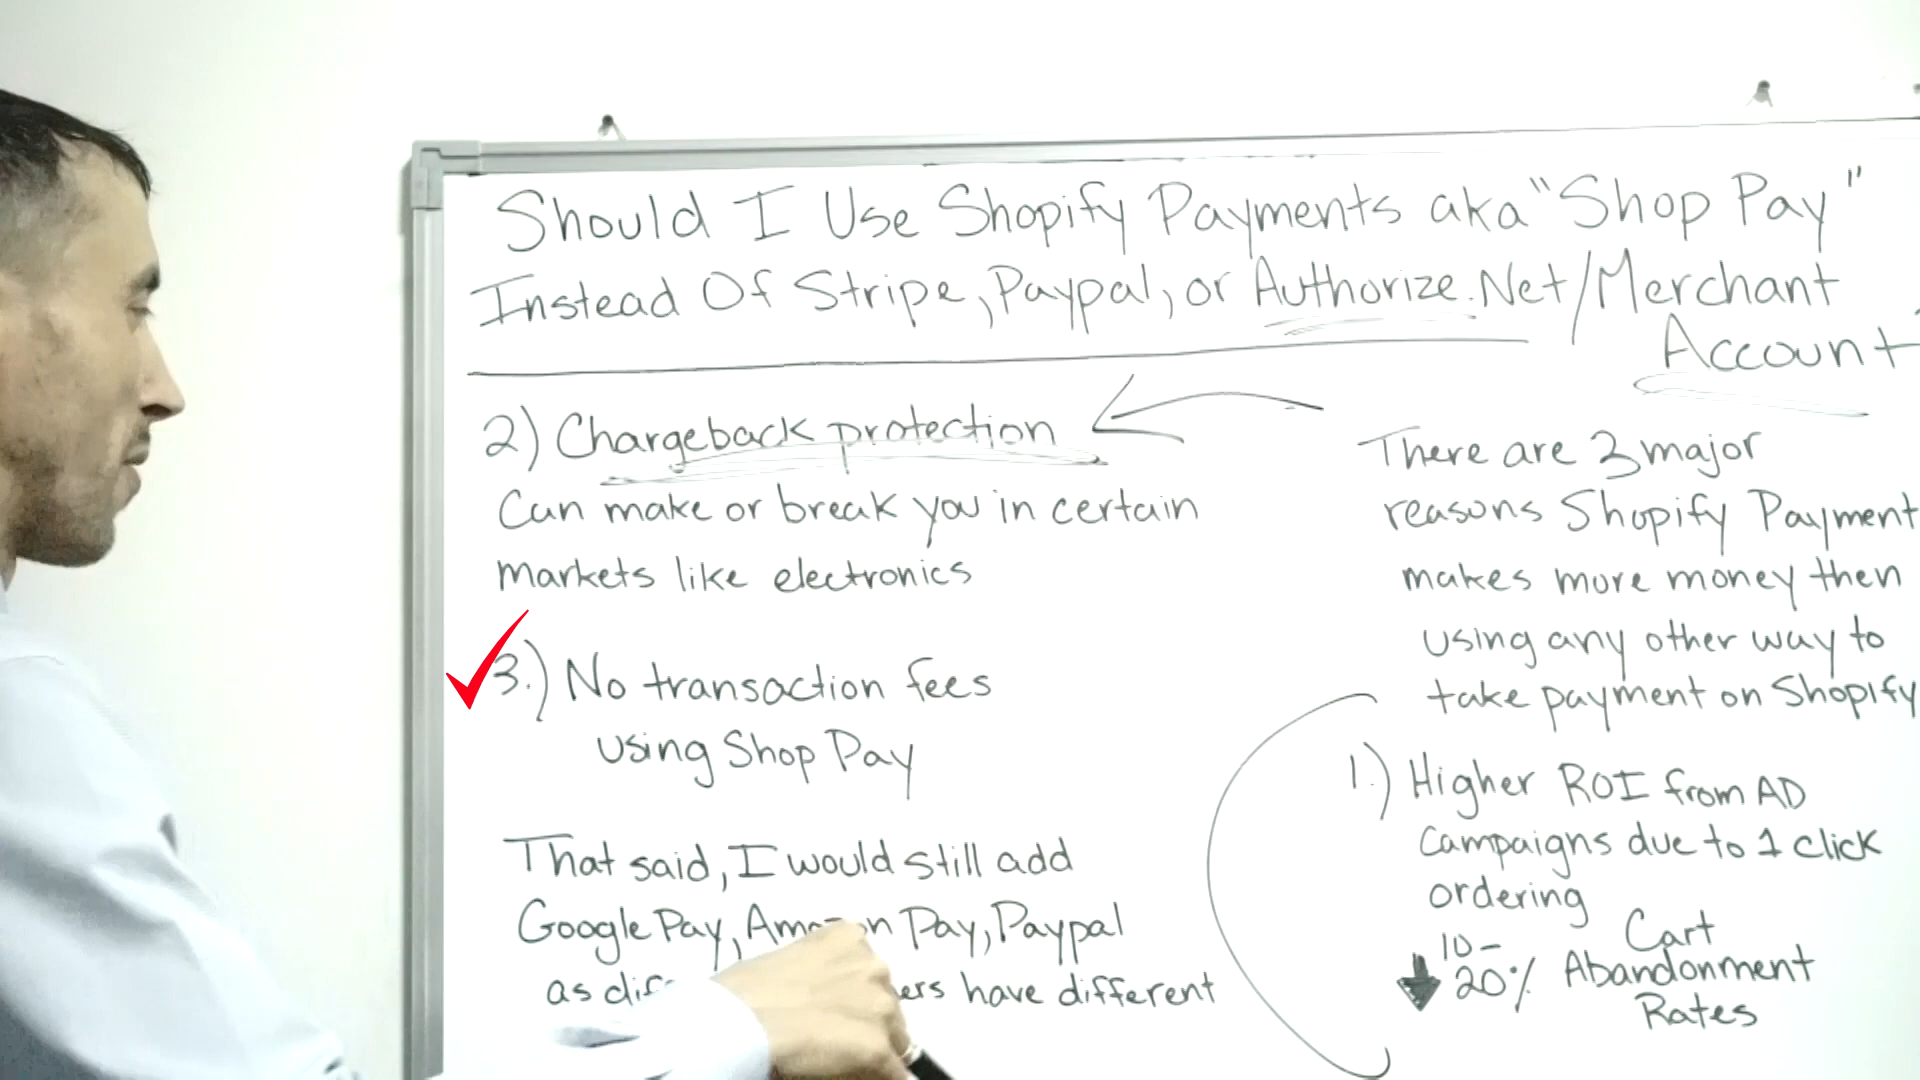 Should I Use Shopify Payments aka "Shop Pay"
Instead Of Stripe, Paypal, or Authorize.Net/Merchant
Account
There are 3 major
reasons Shopify Payment
makes more money then
using any other way to
take payment on Shopify
1.) Higher ROI from AD
Campaigns due to 1 click
ordering
10-
20% Cart
Abandonment
Rates
2) Chargeback protection
Can make or break you in certain
markets like electronics
3.) No transaction fees
using Shop Pay
That said, I would still add
Google Pay, Amazon Pay, Paypal
as have different